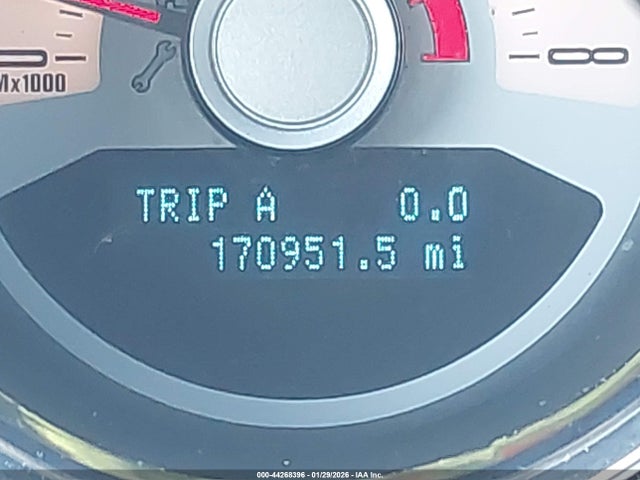 Mx1000
TRIP A 0.0
170951.5 mi
000-44268396 - 01/29/2026 - IAA Inc.